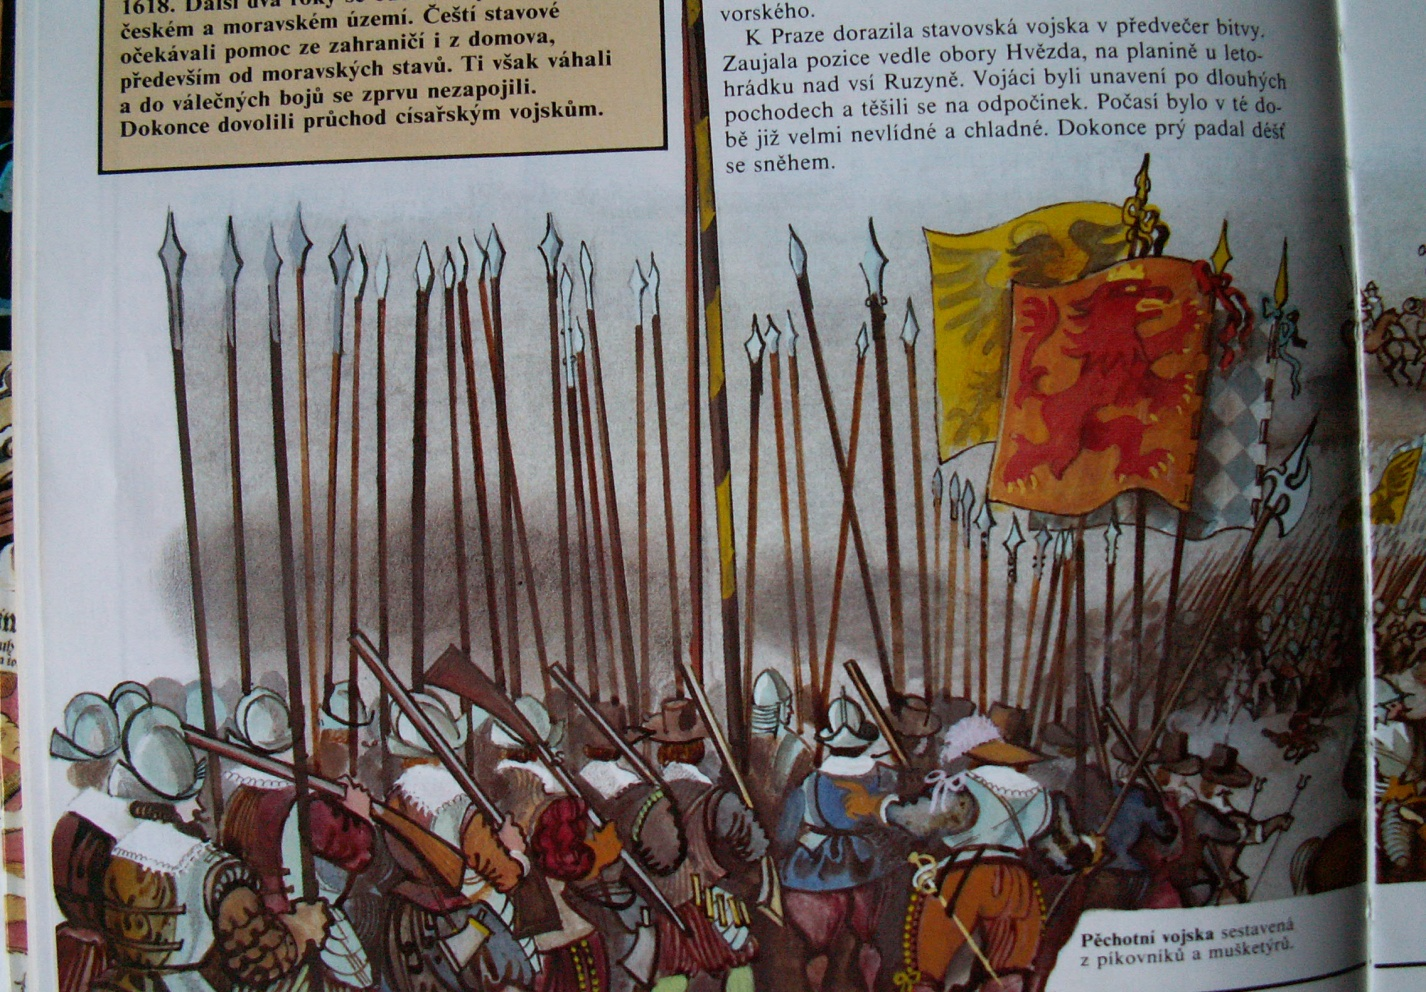 1618. Další dva roky se
českém a moravském území. Čeští stavové
očekávali pomoc ze zahraničí i z domova,
především od moravských stavů. Ti však váhali
a do válečných bojů se zprvu nezapojili.
Dokonce dovolili průchod císařským vojskům.
vorského.
K Praze dorazila stavovská vojska v předvečer bitvy.
Zaujala pozice vedle obory Hvězda, na planině u leto-
hrádku nad vsí Ruzyně. Vojáci byli unavení po dlouhých
pochodech a těšili se na odpočinek. Počasí bylo v té do-
bě již velmi nevlídné a chladné. Dokonce prý padal déšť
se sněhem.
Pěchotní vojska sestavená
z pikovníků a mušketýrů.